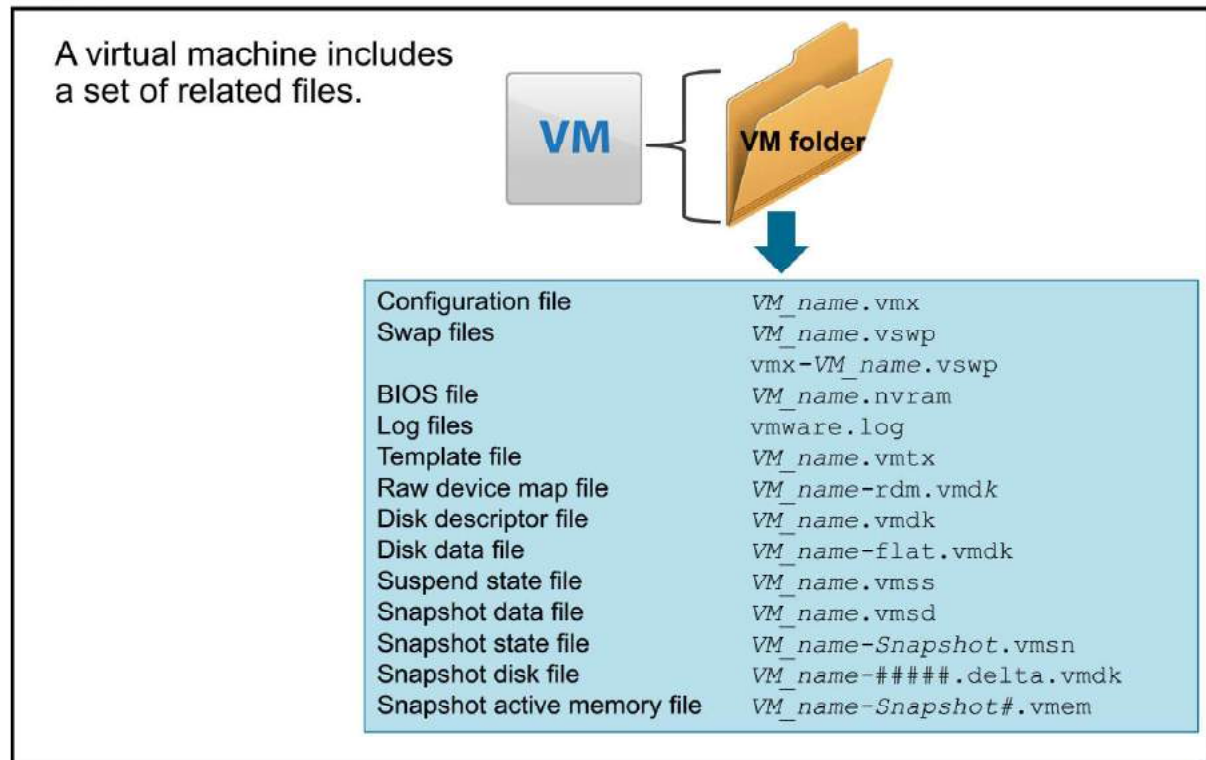 A virtual machine includes
a set of related files.
VM
VM folder
Configuration file VM_name.vmx
Swap files VM_name.vswp
vmx-VM_name.vswp
BIOS file VM_name.nvram
Log files vmware.log
Template file VM_name.vmtx
Raw device map file VM_name-rdm.vmdk
Disk descriptor file VM_name.vmdk
Disk data file VM_name-flat.vmdk
Suspend state file VM_name.vmss
Snapshot data file VM_name.vmsd
Snapshot state file VM_name-Snapshot.vmsn
Snapshot disk file VM_name-#####.delta.vmdk
Snapshot active memory file VM_name-Snapshot#.vmem